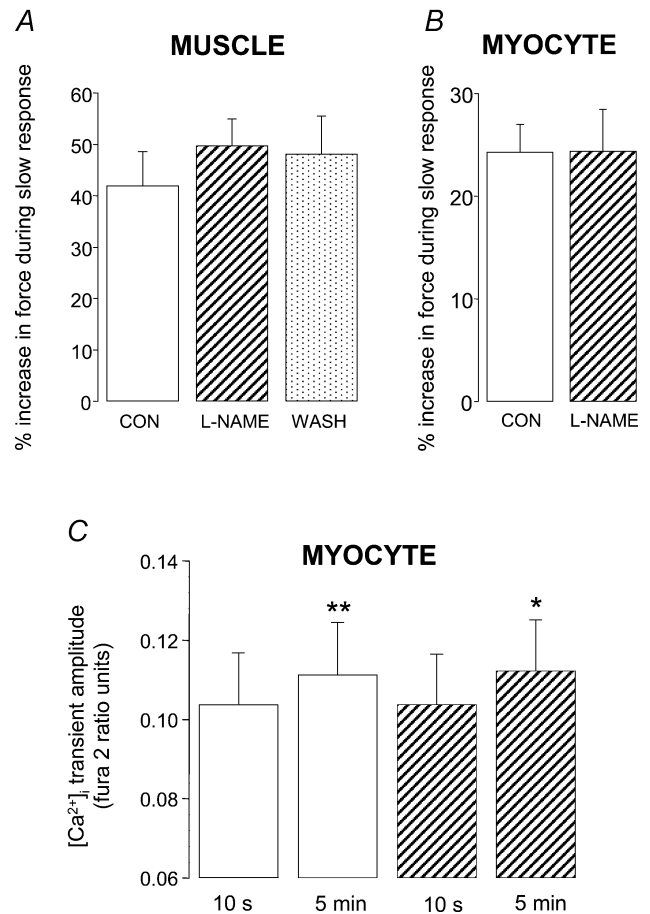 A
MUSCLE
% increase in force during slow response
60
50
40
30
20
10
0
CON L-NAME WASH
B
MYOCYTE
% increase in force during slow response
30
20
10
0
CON L-NAME
C
MYOCYTE
[Ca²⁺]ᵢ transient amplitude
(fura 2 ratio units)
0.14
0.12
0.10
0.08
0.06
** *
10 s 5 min 10 s 5 min